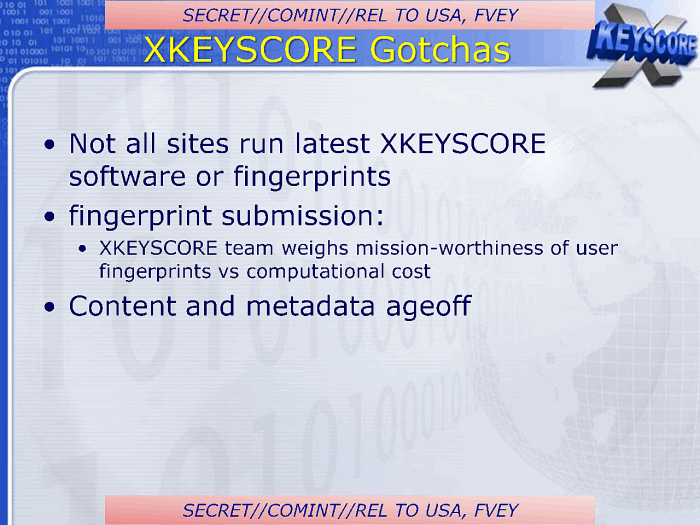 SECRET//COMINT//REL TO USA, FVEY
XKEYSCORE Gotchas
KEYSCORE
X
• Not all sites run latest XKEYSCORE
software or fingerprints
• fingerprint submission:
• XKEYSCORE team weighs mission-worthiness of user
fingerprints vs computational cost
• Content and metadata ageoff
SECRET//COMINT//REL TO USA, FVEY